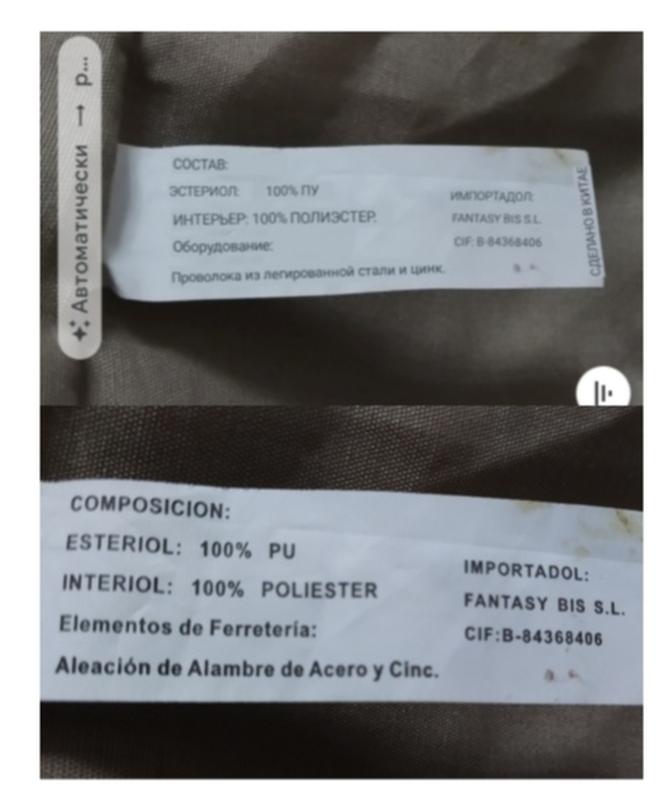 Автоматически → р...
СОСТАВ:
ЭСТЕРИОЛ: 100% ПУ
ИНТЕРЬЕР: 100% ПОЛИЭСТЕР.
Оборудование:
Проволока из легированной стали и цинк.
ИМПОРТАДОЛ:
FANTASY BIS S.L.
CIF: B-84368406
СДЕЛАНО В КИТАЕ
COMPOSICION:
ESTERIOL: 100% PU
INTERIOL: 100% POLIESTER
Elementos de Ferretería:
Aleación de Alambre de Acero y Cinc.
IMPORTADOL:
FANTASY BIS S.L.
CIF:B-84368406